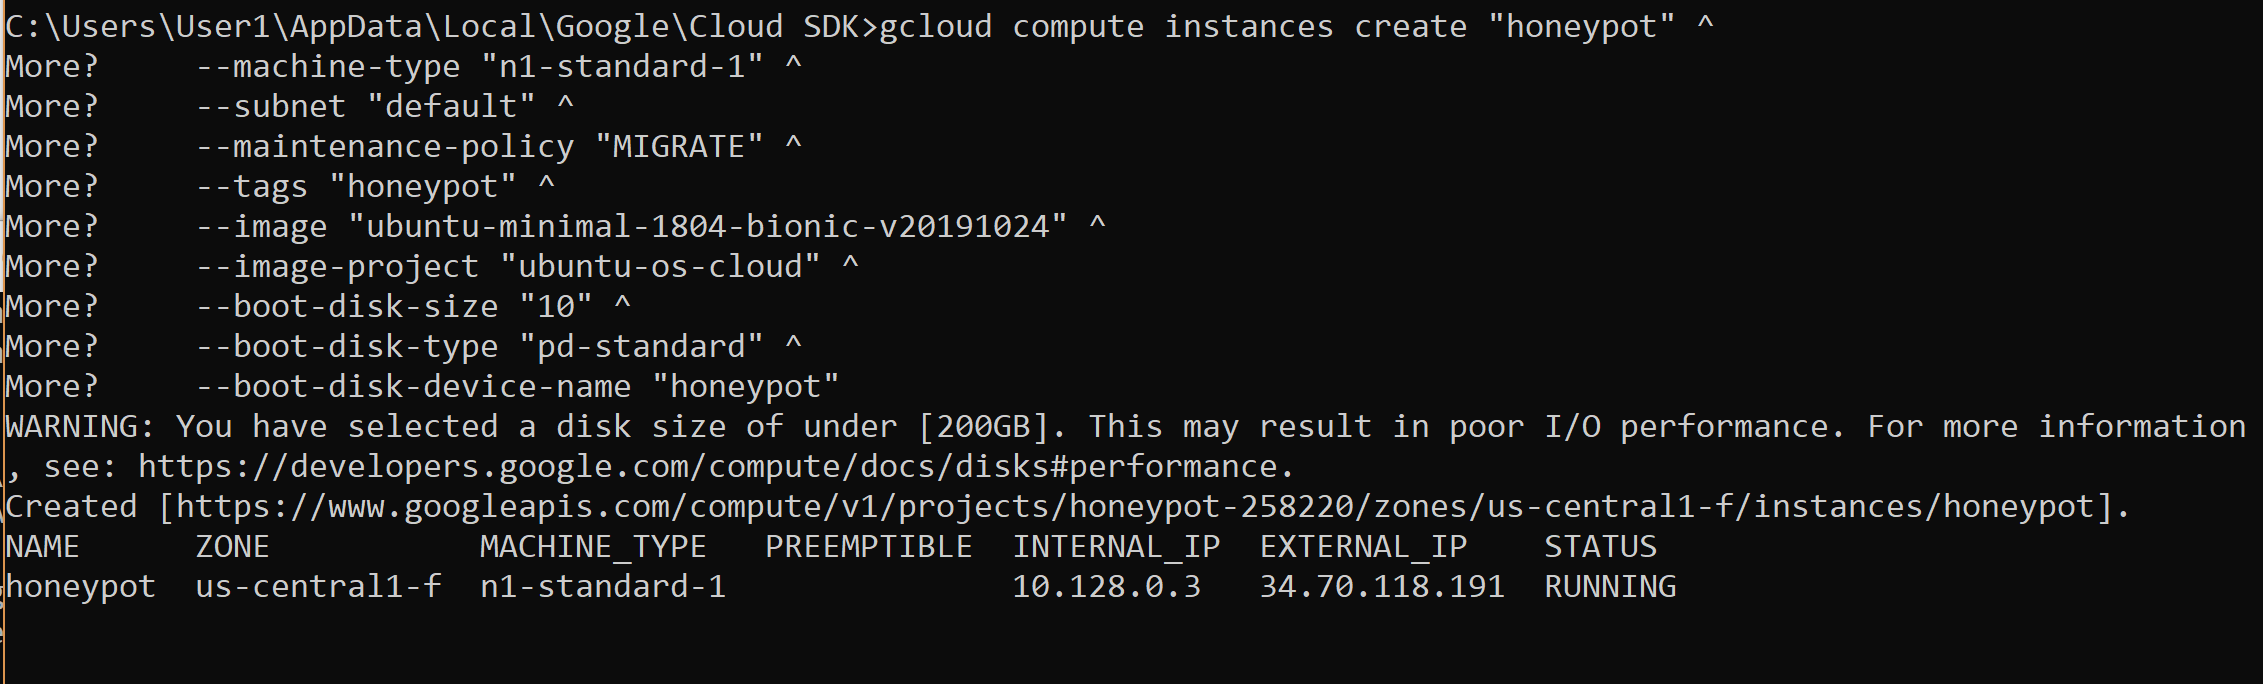 C:\Users\User1\AppData\Local\Google\Cloud SDK>gcloud compute instances create "honeypot" ^
More?     --machine-type "n1-standard-1" ^
More?     --subnet "default" ^
More?     --maintenance-policy "MIGRATE" ^
More?     --tags "honeypot" ^
More?     --image "ubuntu-minimal-1804-bionic-v20191024" ^
More?     --image-project "ubuntu-os-cloud" ^
More?     --boot-disk-size "10" ^
More?     --boot-disk-type "pd-standard" ^
More?     --boot-disk-device-name "honeypot"
WARNING: You have selected a disk size of under [200GB]. This may result in poor I/O performance. For more information
, see: https://developers.google.com/compute/docs/disks#performance.
Created [https://www.googleapis.com/compute/v1/projects/honeypot-258220/zones/us-central1-f/instances/honeypot].
NAME      ZONE           MACHINE_TYPE   PREEMPTIBLE  INTERNAL_IP  EXTERNAL_IP    STATUS
honeypot  us-central1-f  n1-standard-1               10.128.0.3   34.70.118.191  RUNNING